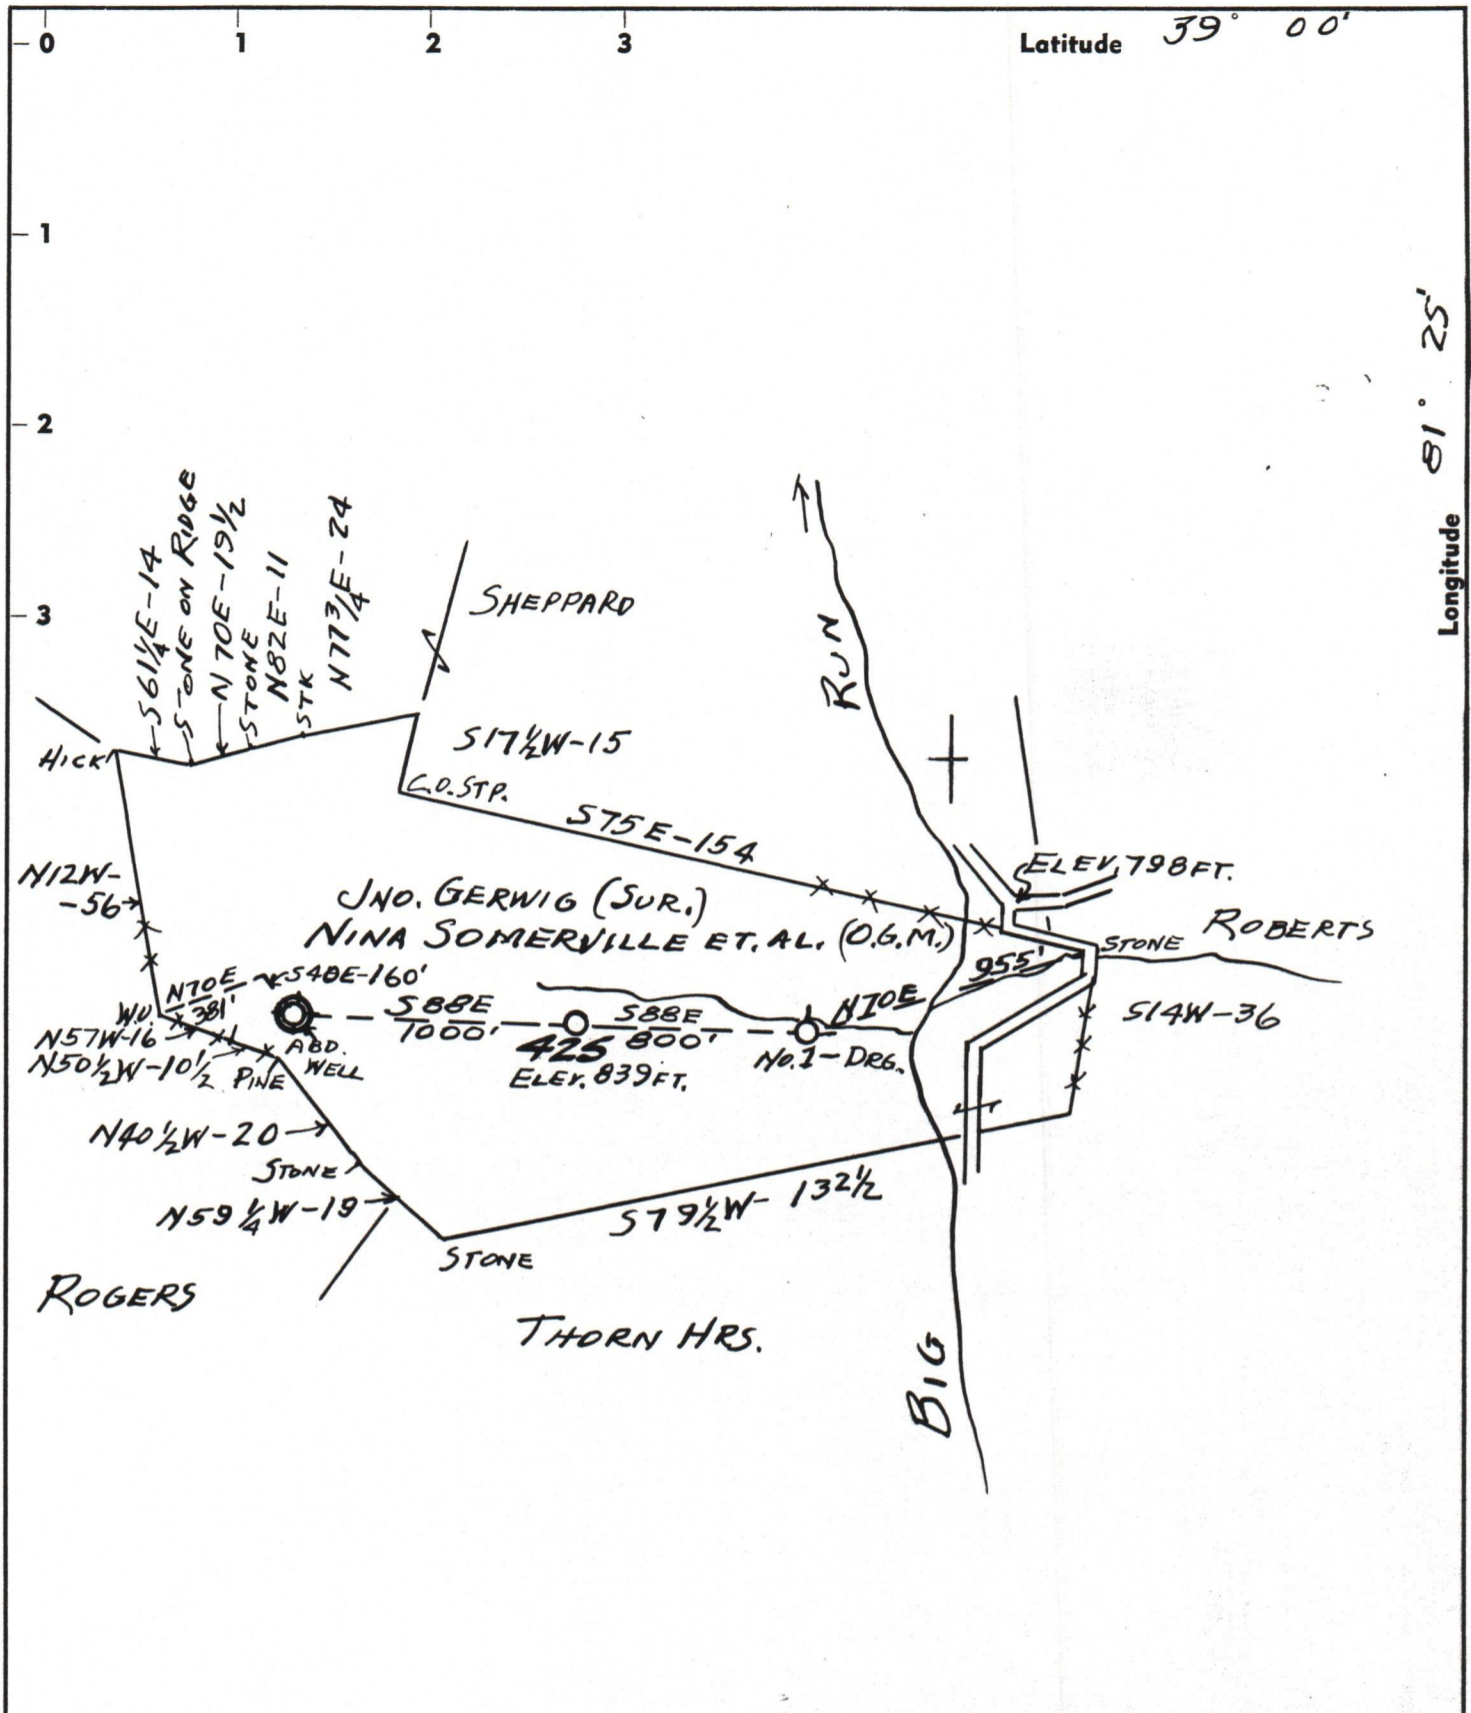 0 1 2 3 Latitude 39° 00'
1
2
3
Longitude 81° 25'
S61¼E-14
STONE ON RIDGE
N70E-19½
STONE
N82E-11
STK
N77¾E-24
SHEPPARD
RUN
HICK
S17½W-15
C.O. STP.
S75E-154
ELEV. 798FT.
N12W-
-56
JNO. GERWIG (SUR.)
NINA SOMERVILLE ET. AL. (O.G.M.)
ROBERTS
STONE
955'
N70E
N70E
381'
S48E-160'
S88E
1000'
S88E
800'
S14W-36
W.O.
N57W-16
N50½W-10½
PINE
ABD.
WELL
425
ELEV. 839FT.
No.1-DRG.
N40½W-20
STONE
N59¼W-19
S79½W- 132½
STONE
ROGERS
THORN HRS.
BIG